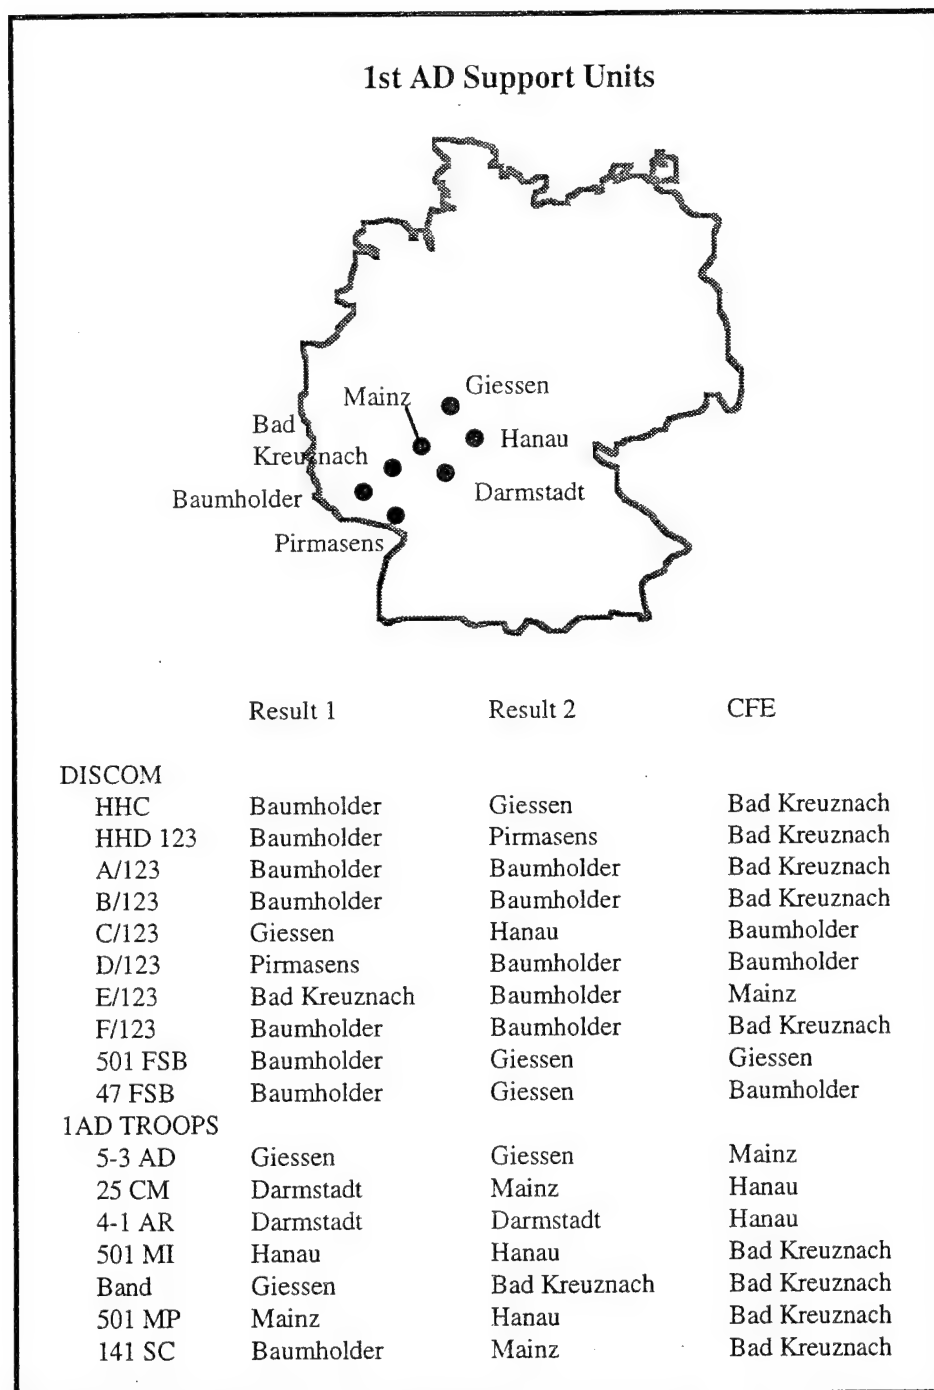 1st AD Support Units
Giessen
Mainz
Bad
Hanau
Kreuznach
Darmstadt
Baumholder
Pirmasens
Result 1 Result 2 CFE
DISCOM
HHC Baumholder Giessen Bad Kreuznach
HHD 123 Baumholder Pirmasens Bad Kreuznach
A/123 Baumholder Baumholder Bad Kreuznach
B/123 Baumholder Baumholder Bad Kreuznach
C/123 Giessen Hanau Baumholder
D/123 Pirmasens Baumholder Baumholder
E/123 Bad Kreuznach Baumholder Mainz
F/123 Baumholder Baumholder Bad Kreuznach
501 FSB Baumholder Giessen Giessen
47 FSB Baumholder Giessen Baumholder
1AD TROOPS
5-3 AD Giessen Giessen Mainz
25 CM Darmstadt Mainz Hanau
4-1 AR Darmstadt Darmstadt Hanau
501 MI Hanau Hanau Bad Kreuznach
Band Giessen Bad Kreuznach Bad Kreuznach
501 MP Mainz Hanau Bad Kreuznach
141 SC Baumholder Mainz Bad Kreuznach